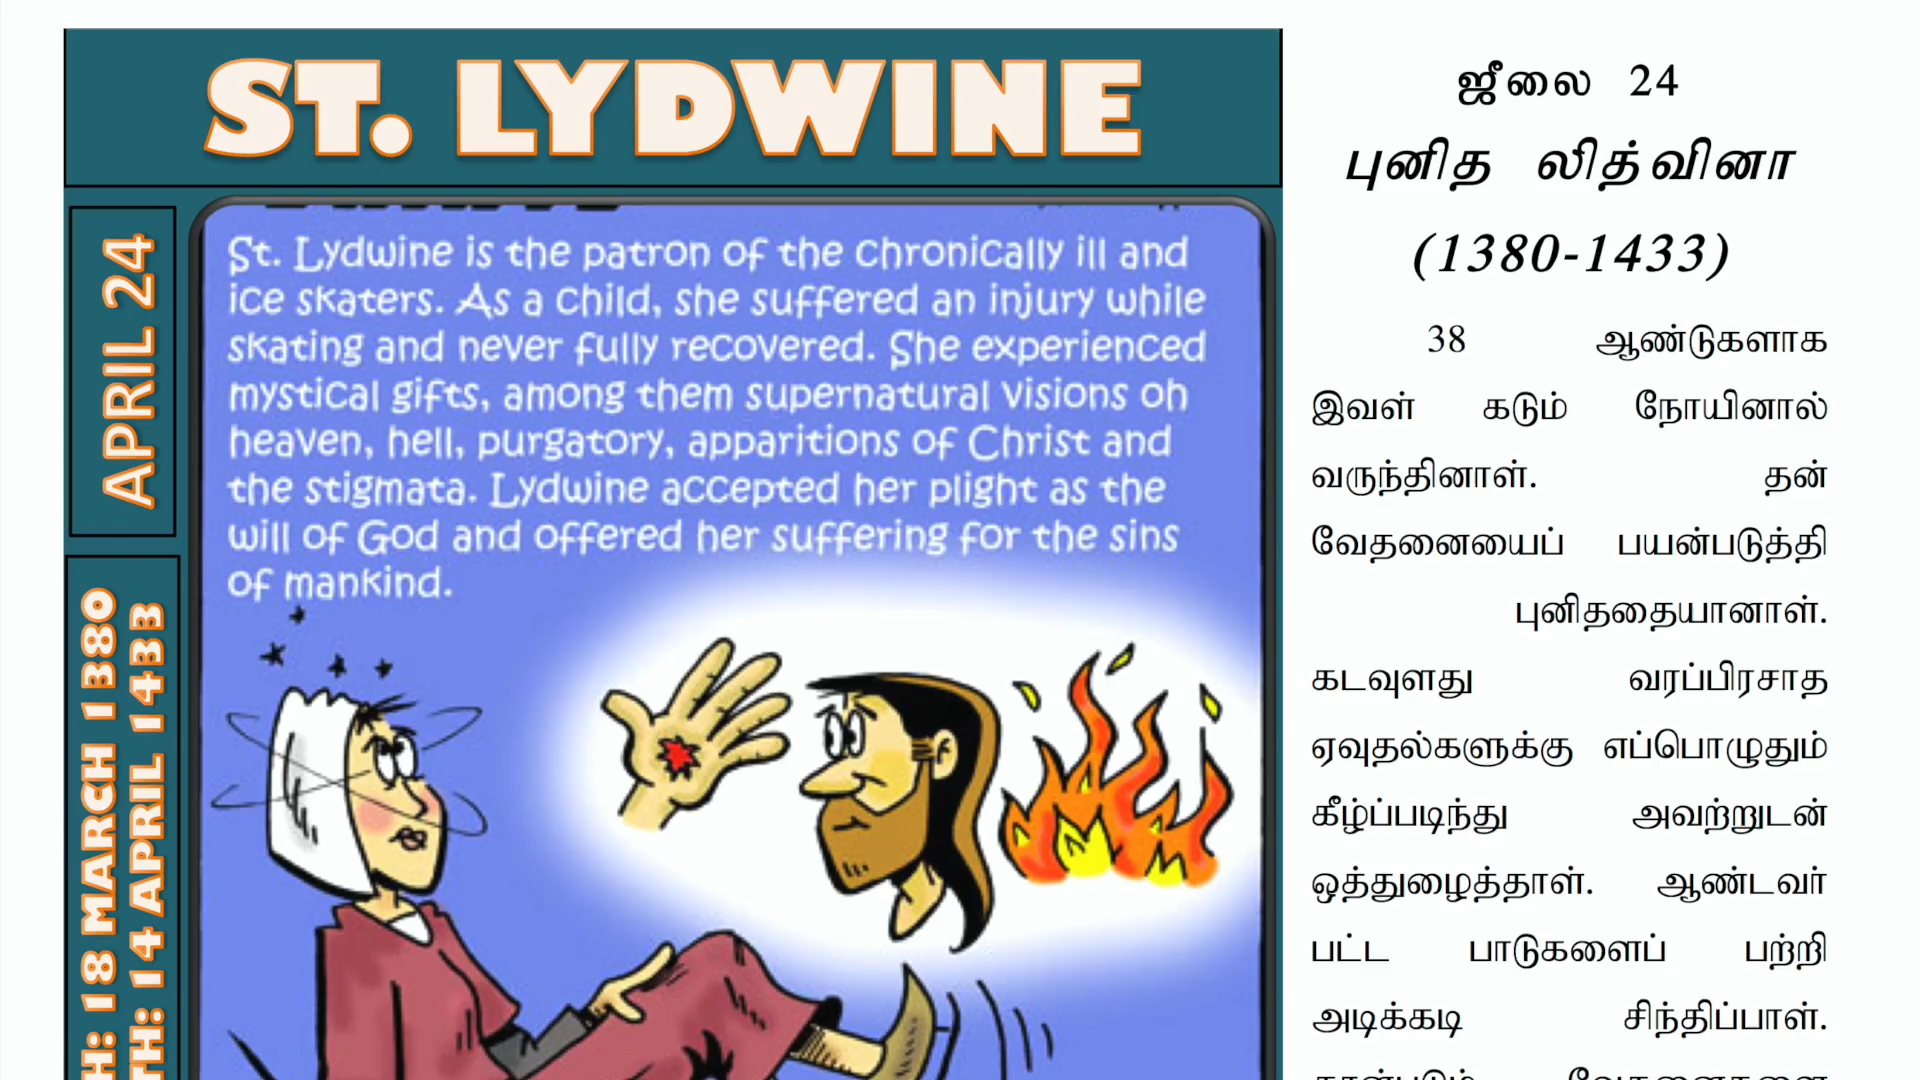 ST. LYDWINE
APRIL 24
H: 18 MARCH 1380
TH: 14 APRIL 1433
St. Lydwine is the patron of the chronically ill and
ice skaters. As a child, she suffered an injury while
skating and never fully recovered. She experienced
mystical gifts, among them supernatural visions oh
heaven, hell, purgatory, apparitions of Christ and
the stigmata. Lydwine accepted her plight as the
will of God and offered her suffering for the sins
of mankind.
ஜீலை 24
புனித லித்வினா
(1380-1433)
38 ஆண்டுகளாக
இவள் கடும் நோயினால்
வருந்தினாள். தன்
வேதனையைப் பயன்படுத்தி
புனிததையானாள்.
கடவுளது வரப்பிரசாத
ஏவுதல்களுக்கு எப்பொழுதும்
கீழ்ப்படிந்து அவற்றுடன்
ஒத்துழைத்தாள். ஆண்டவர்
பட்ட பாடுகளைப் பற்றி
அடிக்கடி சிந்திப்பாள்.